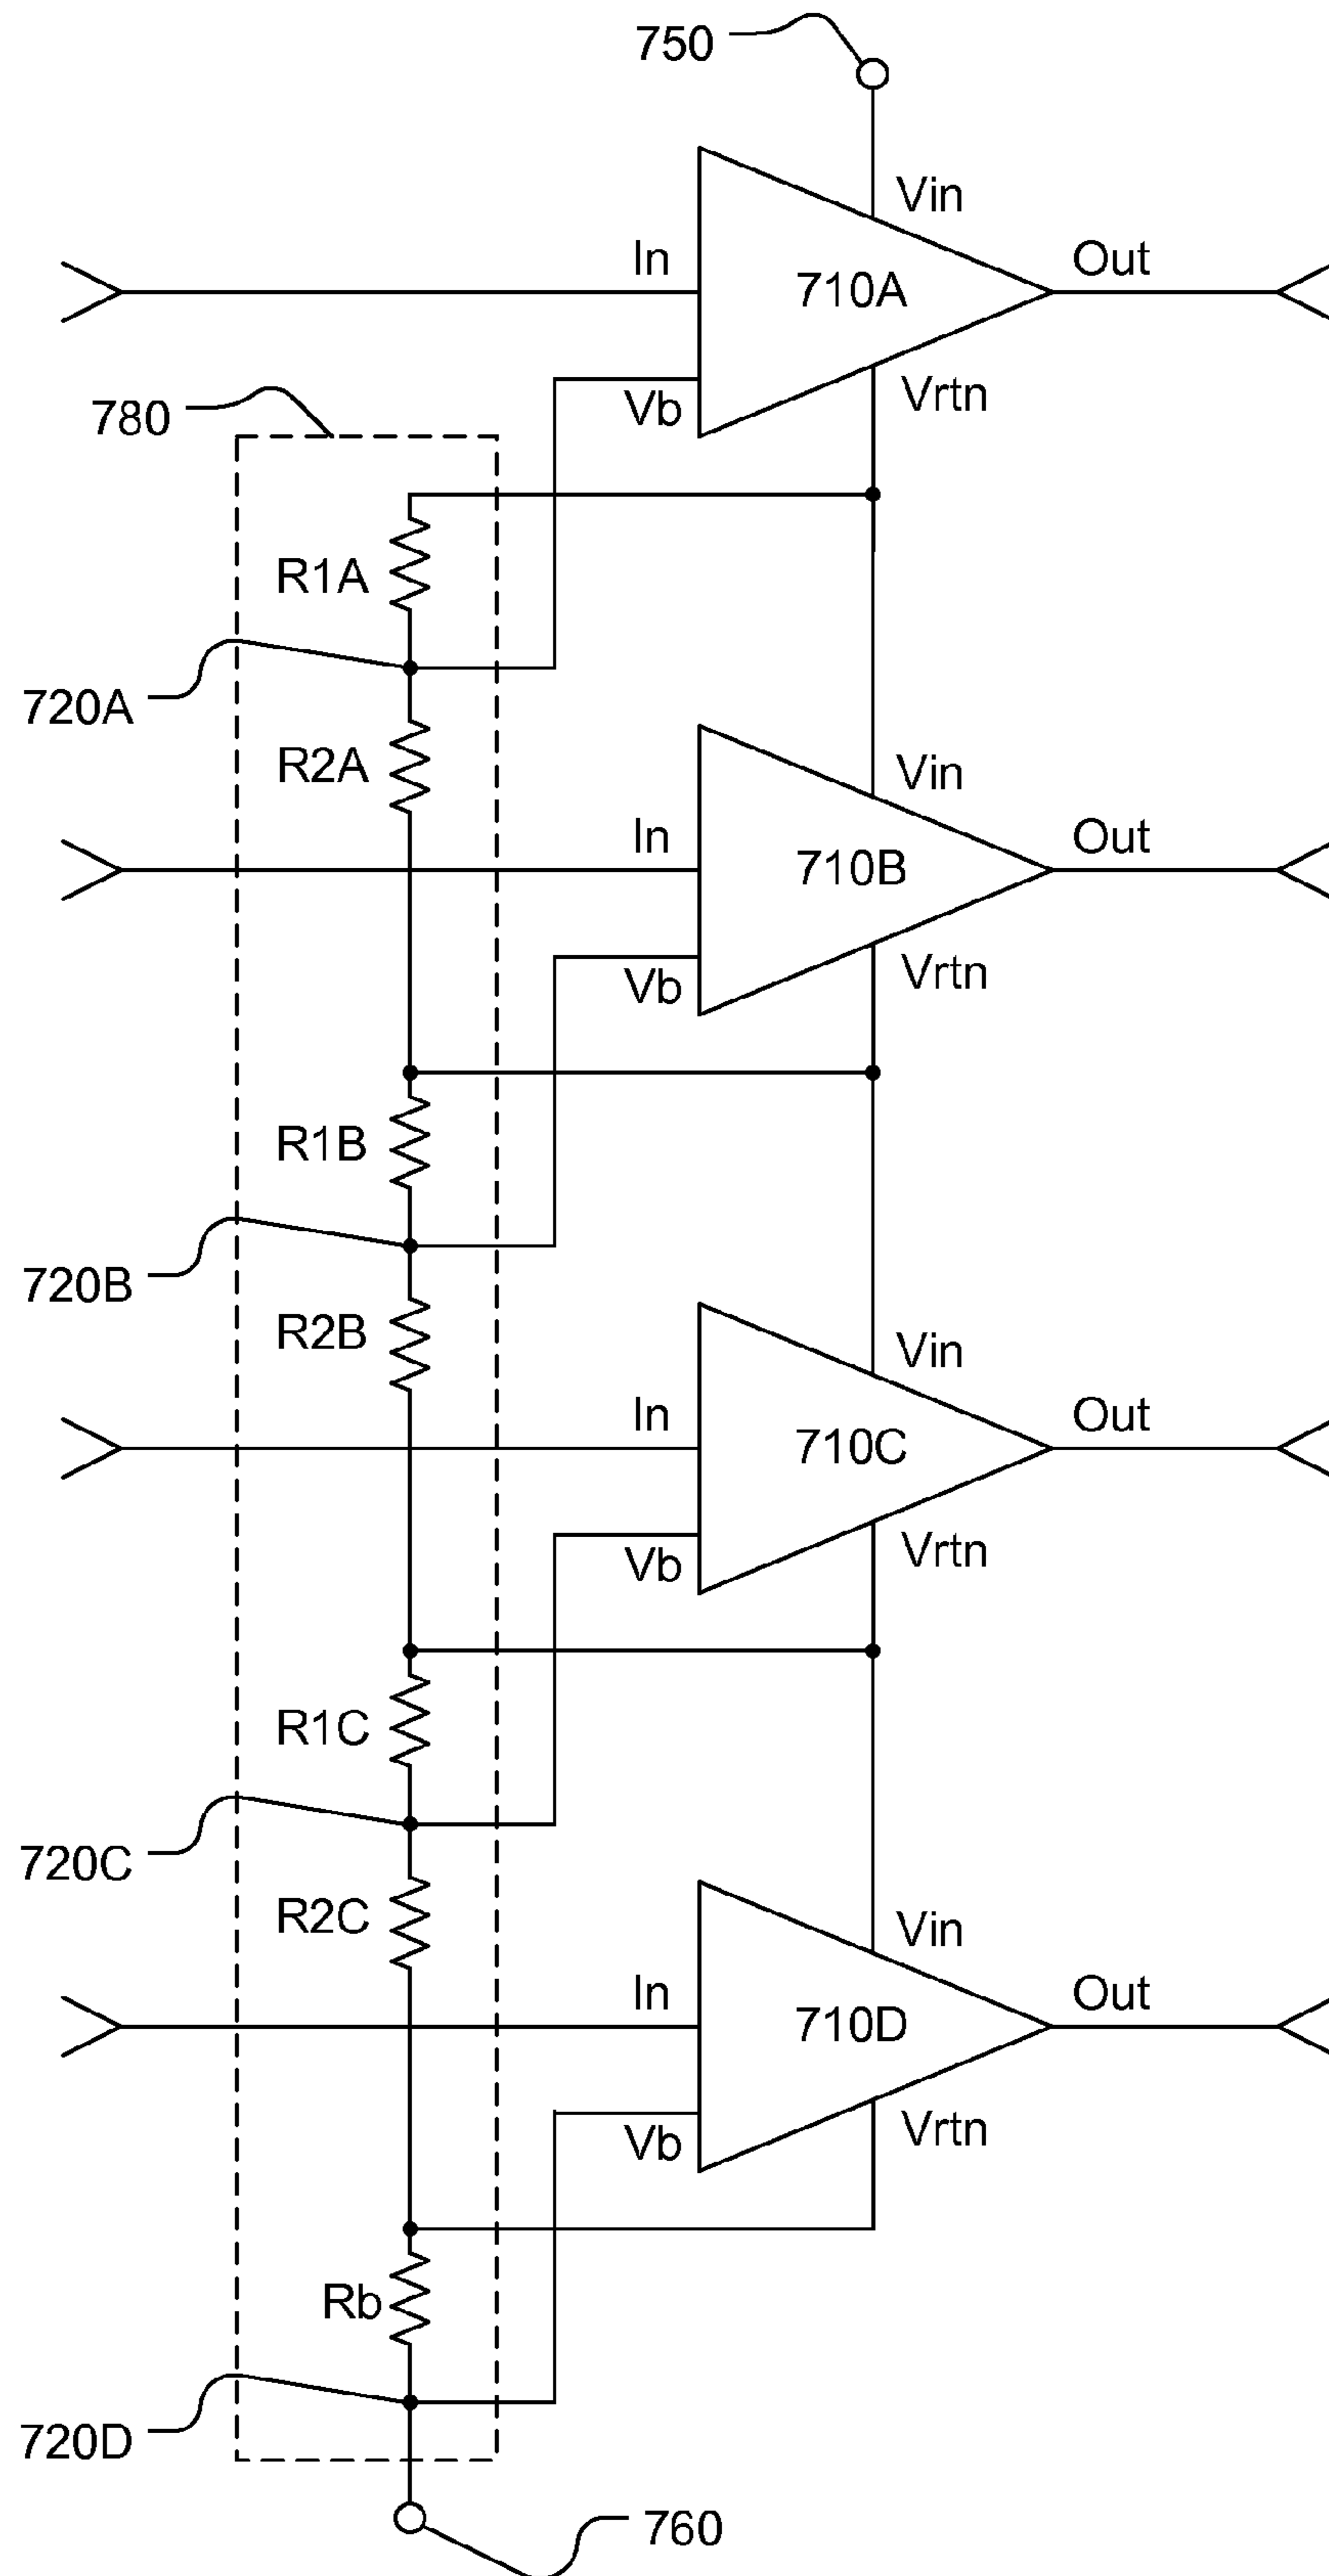 750
Vin
In
710A
Out
Vb
Vrtn
780
R1A
720A
R2A
Vin
In
710B
Out
Vb
Vrtn
R1B
720B
R2B
Vin
In
710C
Out
Vb
Vrtn
R1C
720C
R2C
Vin
In
710D
Out
Vb
Vrtn
Rb
720D
760